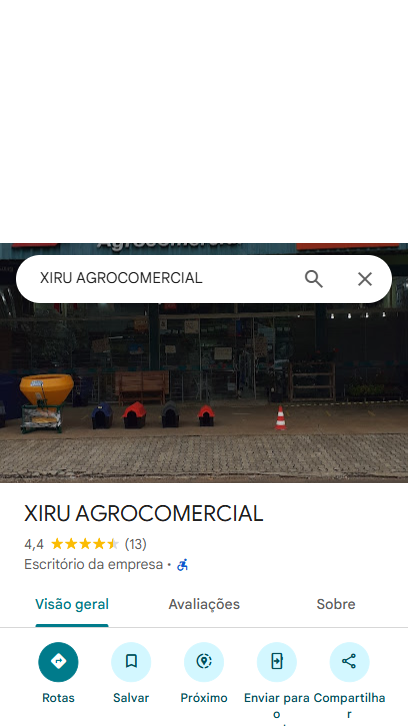 XIRU AGROCOMERCIAL
XIRU AGROCOMERCIAL
4,4 (13)
Escritório da empresa ·
Visão geral Avaliações Sobre
Rotas Salvar Próximo Enviar para o Compartilhar